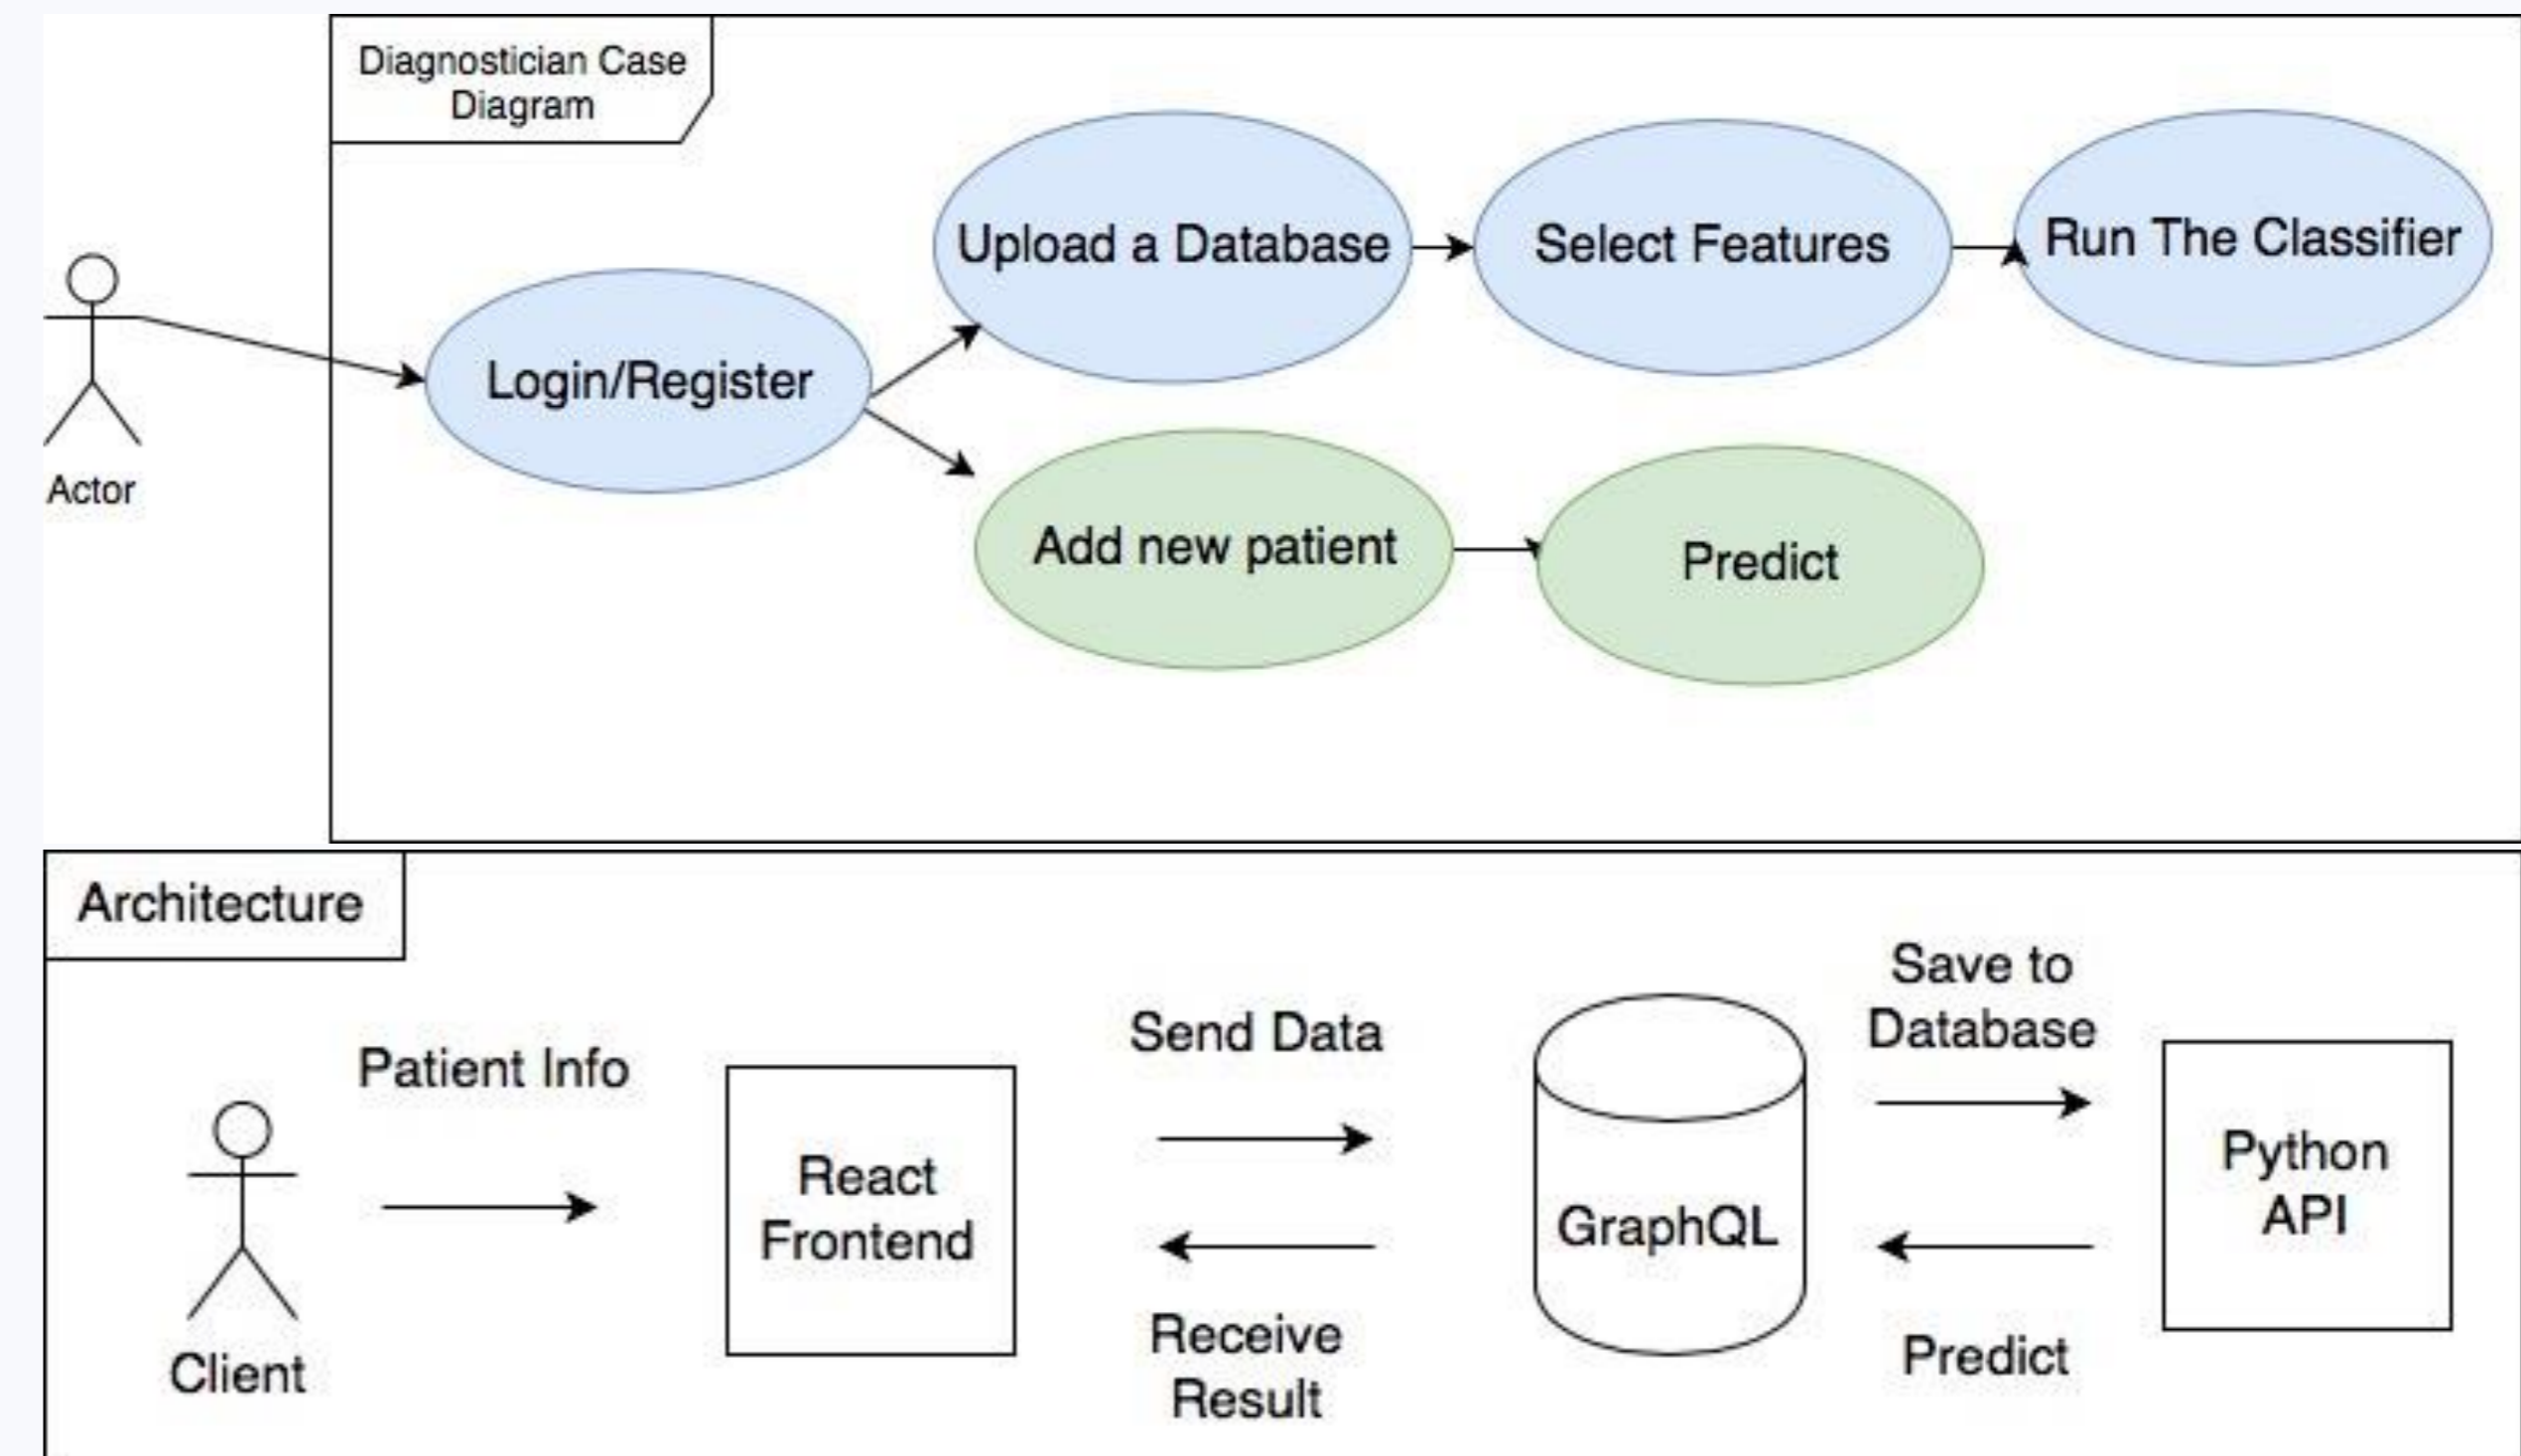 Diagnostician Case
Diagram
Upload a Database
Select Features
Run The Classifier
Login/Register
Actor
Add new patient
Predict
Architecture
Patient Info
Client
React
Frontend
Send Data
Receive
Result
GraphQL
Save to
Database
Predict
Python
API